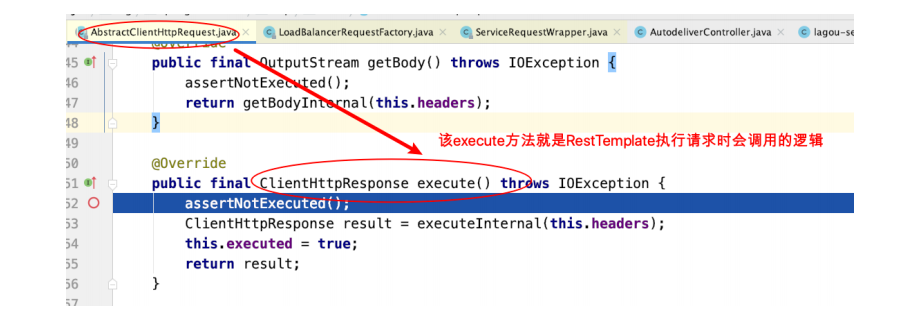 AbstractClientHttpRequest.java × LoadBalancerRequestFactory.java × ServiceRequestWrapper.java × AutodeliverController.java × lagou-se
@Override
45 public final OutputStream getBody() throws IOException {
46 assertNotExecuted();
47 return getBodyInternal(this.headers);
48 }
49
该execute方法就是RestTemplate执行请求时会调用的逻辑
50 @Override
51 public final ClientHttpResponse execute() throws IOException {
52 assertNotExecuted();
53 ClientHttpResponse result = executeInternal(this.headers);
54 this.executed = true;
55 return result;
56 }
57